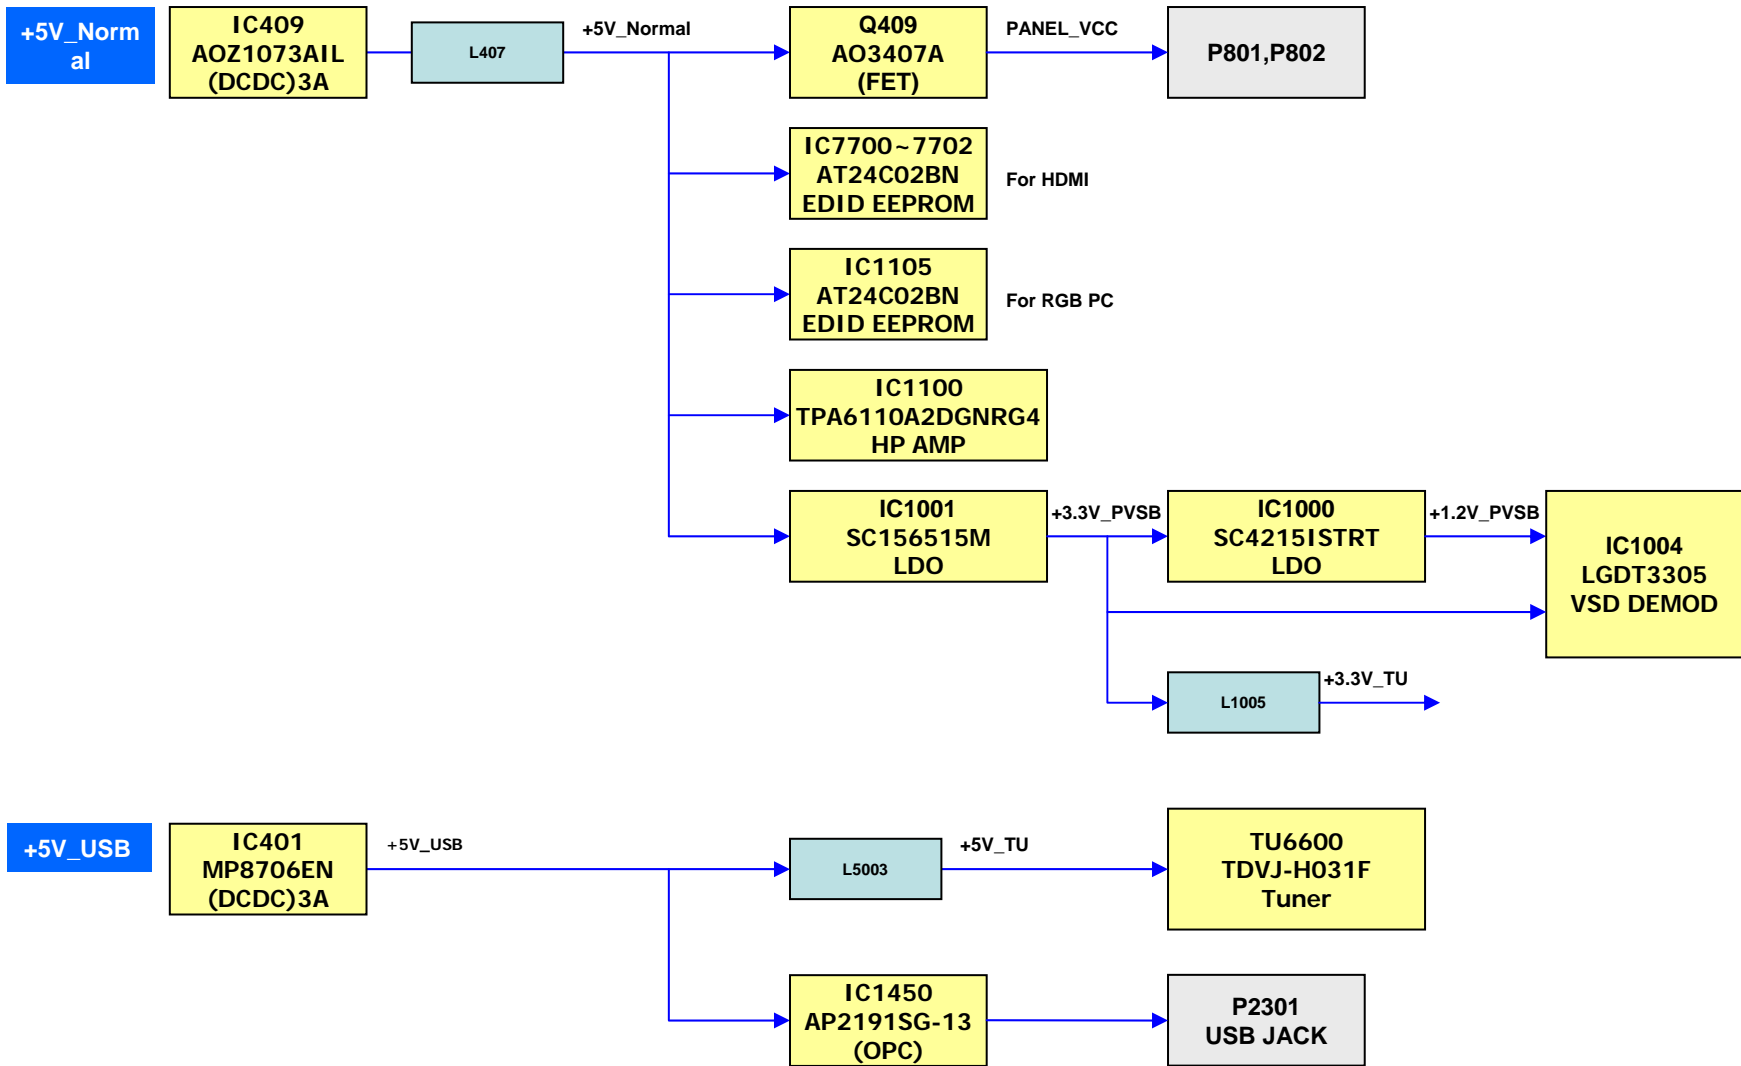 +5V_Norm
al
IC409
AOZ1073AIL
(DCDC)3A
L407
+5V_Normal
Q409
AO3407A
(FET)
PANEL_VCC
P801,P802
IC7700~7702
AT24C02BN
EDID EEPROM
For HDMI
IC1105
AT24C02BN
EDID EEPROM
For RGB PC
IC1100
TPA6110A2DGNRG4
HP AMP
IC1001
SC156515M
LDO
+3.3V_PVSB
IC1000
SC4215ISTRT
LDO
+1.2V_PVSB
IC1004
LGDT3305
VSD DEMOD
L1005
+3.3V_TU
+5V_USB
IC401
MP8706EN
(DCDC)3A
+5V_USB
L5003
+5V_TU
TU6600
TDVJ-H031F
Tuner
IC1450
AP2191SG-13
(OPC)
P2301
USB JACK